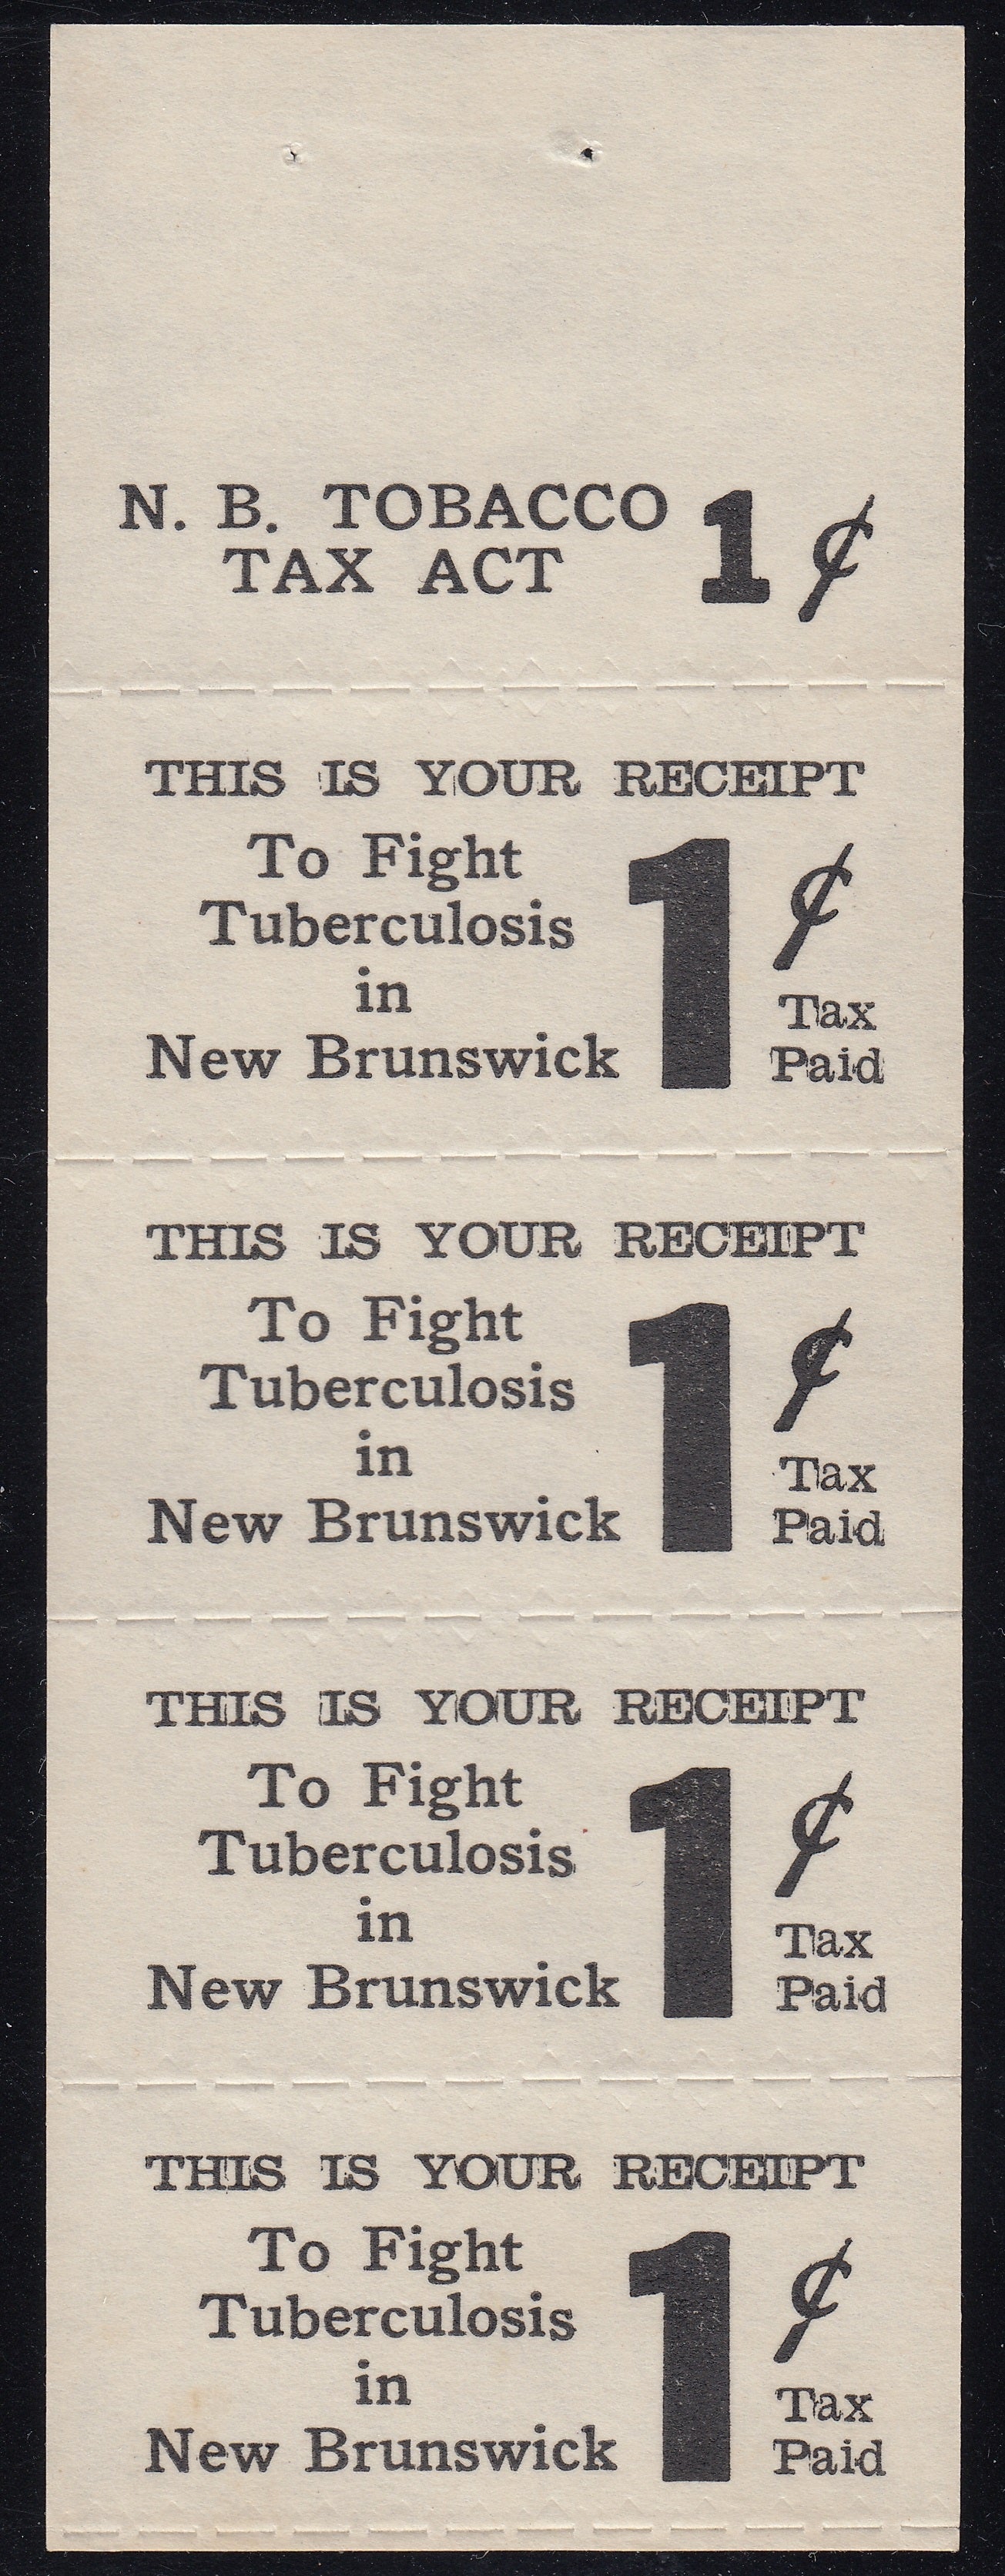 N. B. TOBACCO 1 ¢
TAX ACT
THIS IS YOUR RECEIPT
To Fight
Tuberculosis
in
New Brunswick
1 ¢
Tax
Paid
THIS IS YOUR RECEIPT
To Fight
Tuberculosis
in
New Brunswick
1 ¢
Tax
Paid
THIS IS YOUR RECEIPT
To Fight
Tuberculosis
in
New Brunswick
1 ¢
Tax
Paid
THIS IS YOUR RECEIPT
To Fight
Tuberculosis
in
New Brunswick
1 ¢
Tax
Paid